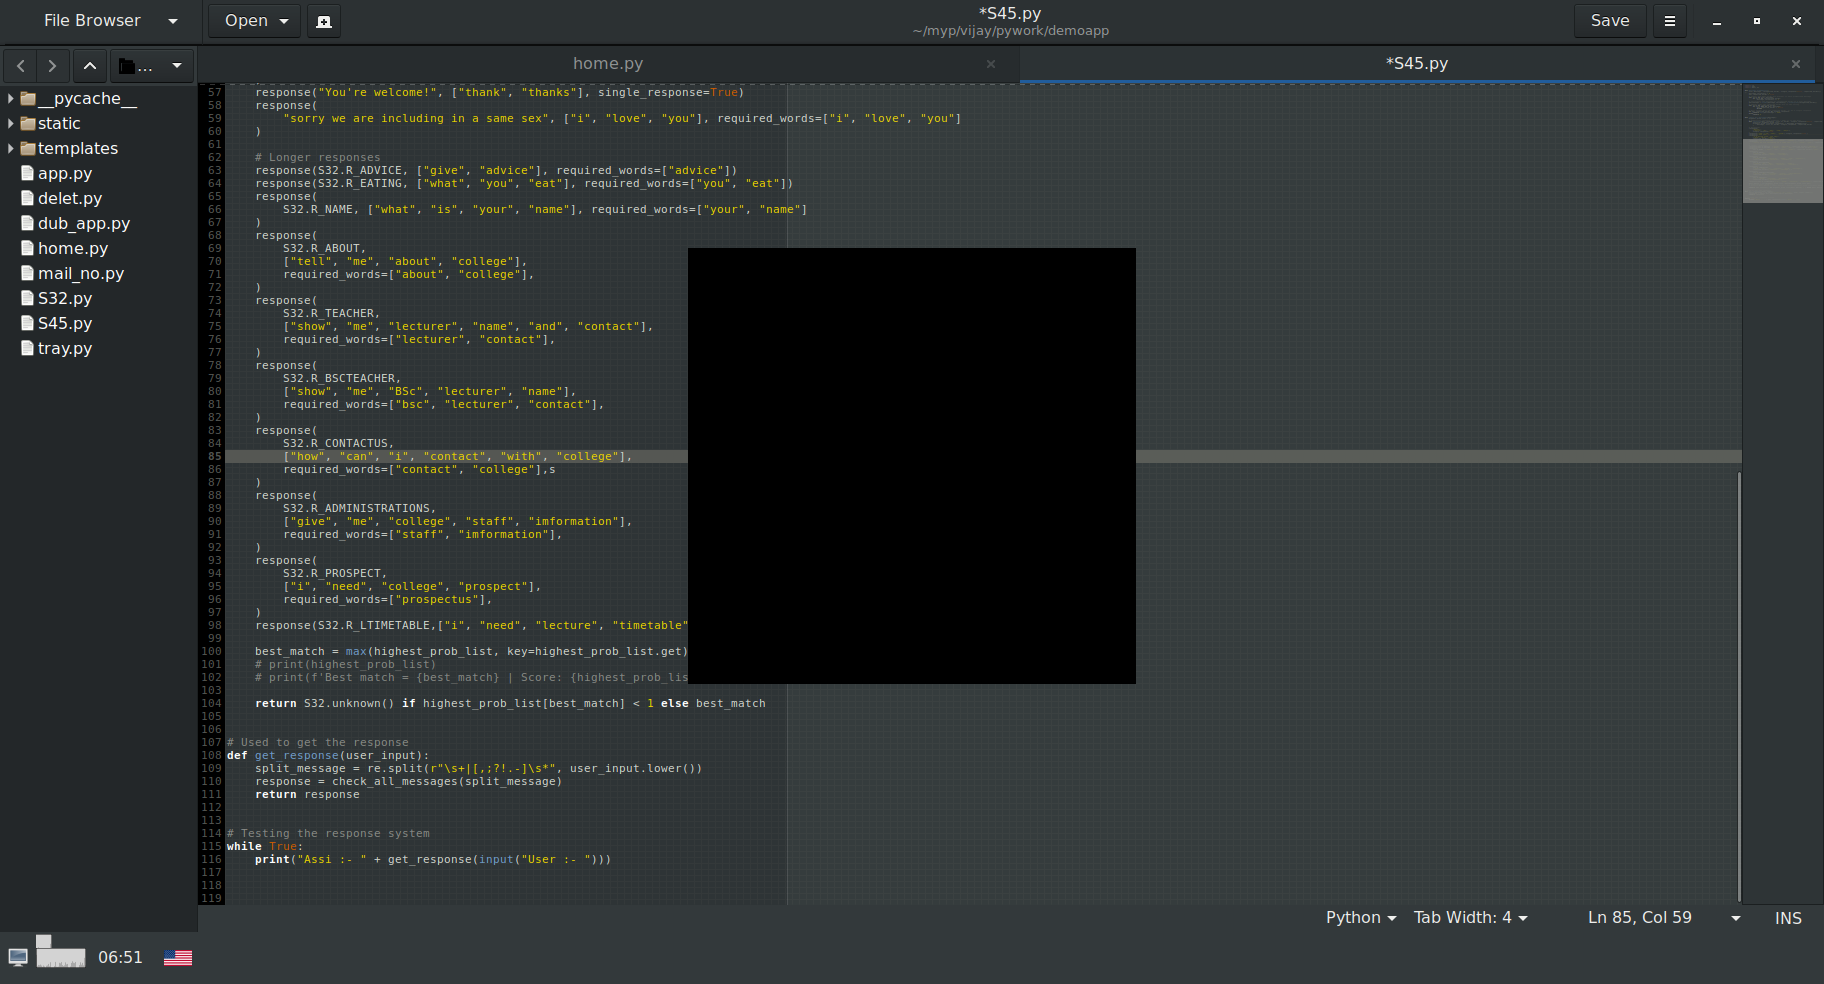 File Browser
Open
*S45.py
~/myp/vijay/pywork/demoapp
Save
...
home.py
*S45.py
__pycache__
static
templates
app.py
delet.py
dub_app.py
home.py
mail_no.py
S32.py
S45.py
tray.py
57     response("You're welcome!", ["thank", "thanks"], single_response=True)
58     response(
59         "sorry we are including in a same sex", ["i", "love", "you"], required_words=["i", "love", "you"]
60     )
61
62     # Longer responses
63     response(S32.R_ADVICE, ["give", "advice"], required_words=["advice"])
64     response(S32.R_EATING, ["what", "you", "eat"], required_words=["you", "eat"])
65     response(
66         S32.R_NAME, ["what", "is", "your", "name"], required_words=["your", "name"]
67     )
68     response(
69         S32.R_ABOUT,
70         ["tell", "me", "about", "college"],
71         required_words=["about", "college"],
72     )
73     response(
74         S32.R_TEACHER,
75         ["show", "me", "lecturer", "name", "and", "contact"],
76         required_words=["lecturer", "contact"],
77     )
78     response(
79         S32.R_BSCTEACHER,
80         ["show", "me", "BSc", "lecturer", "name"],
81         required_words=["bsc", "lecturer", "contact"],
82     )
83     response(
84         S32.R_CONTACTUS,
85         ["how", "can", "i", "contact", "with", "college"],
86         required_words=["contact", "college"],s
87     )
88     response(
89         S32.R_ADMINISTRATIONS,
90         ["give", "me", "college", "staff", "imformation"],
91         required_words=["staff", "imformation"],
92     )
93     response(
94         S32.R_PROSPECT,
95         ["i", "need", "college", "prospect"],
96         required_words=["prospectus"],
97     )
98     response(S32.R_LTIMETABLE,["i", "need", "lecture", "timetable"
99
100     best_match = max(highest_prob_list, key=highest_prob_list.get)
101     # print(highest_prob_list)
102     # print(f'Best match = {best_match} | Score: {highest_prob_lis
103
104     return S32.unknown() if highest_prob_list[best_match] < 1 else best_match
105
106
107 # Used to get the response
108 def get_response(user_input):
109     split_message = re.split(r"\s+|[,;?!.-]\s*", user_input.lower())
110     response = check_all_messages(split_message)
111     return response
112
113
114 # Testing the response system
115 while True:
116     print("Assi :- " + get_response(input("User :- ")))
117
118
119
Python
Tab Width: 4
Ln 85, Col 59
INS
06:51